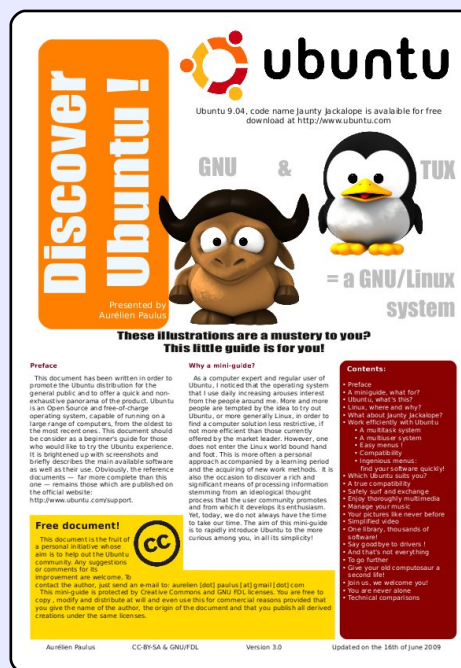 Discover
Ubuntu !
Presented by
Aurélien Paulus
ubuntu
Ubuntu 9.04, code name Jaunty Jackalope is avalaible for free
download at http://www.ubuntu.com
GNU & TUX
= a GNU/Linux
system
These illustrations are a mustery to you?
This little guide is for you!
Preface
This document has been written in order to
promote the Ubuntu distribution for the
general public and to offer a quick and non-
exhaustive panorama of the product. Ubuntu
is an Open Source and free-of-charge
operating system, capable of running on a
large range of computers, from the oldest to
the most recent ones. This document should
be consider as a beginner's guide for those
who would like to try the Ubuntu experience.
It is brightened up with screenshots and
briefly describes the main available software
as well as their use. Obviously, the reference
documents — far more complete than this
one — remains those which are published on
the official website:
http://www.ubuntu.com/support.
Why a mini-guide?
As a computer expert and regular user of
Ubuntu, I noticed that the operating system
that I use daily increasing arouses interest
from the people around me. More and more
people are tempted by the idea to try out
Ubuntu, or more generally Linux, in order to
find a computer solution less restrictive, if
not more efficient than those currently
offered by the market leader. However, one
does not enter the Linux world bound hand
and foot. This is more often a personal
approach accompanied by a learning period
and the acquiring of new work methods. It is
also the occasion to discover a rich and
significant means of processing information
stemming from an ideological thought
process that the user community promotes
and from which it develops its enthusiasm.
Yet, today, we do not always have the time
to take our time. The aim of this mini-guide
is to rapidly introduce Ubuntu to the more
curious among you, in all its simplicity!
Contents:
• Preface
• A miniguide, what for?
• Ubuntu, what's this?
• Linux, where and why?
• What about Jaunty Jackalope?
• Work efficiently with Ubuntu
• A multitask system
• A multiuser system
• Easy menus !
• Compatibility
• Ingenious menus:
find your software quickly!
• Which Ubuntu suits you?
• A true compatibility
• Safely surf and exchange
• Enjoy thoroughly multimedia
• Manage your music
• Your pictures like never before
• Simplified video
• One library, thousands of
software!
• Say goodbye to drivers !
• And that's not everything
• To go further
• Give your old computosaur a
second life!
• Join us, we welcome you!
• You are never alone
• Technical comparisons
Free document!
cc
This document is the fruit of
a personal initiative whose
aim is to help out the Ubuntu
community. Any suggestions
or comments for its
improvement are welcome. To
contact the author, just send an e-mail to: aurelien [dot] paulus [at] gmail [dot] com
This mini-guide is protected by Creative Commons and GNU FDL licenses. You are free to
copy , modify and distribute at will and even use this for commercial reasons provided that
you give the name of the author, the origin of the document and that you publish all derived
creations under the same licenses.
Aurélien Paulus CC-BY-SA & GNU/FDL Version 3.0 Updated on the 16th of June 2009